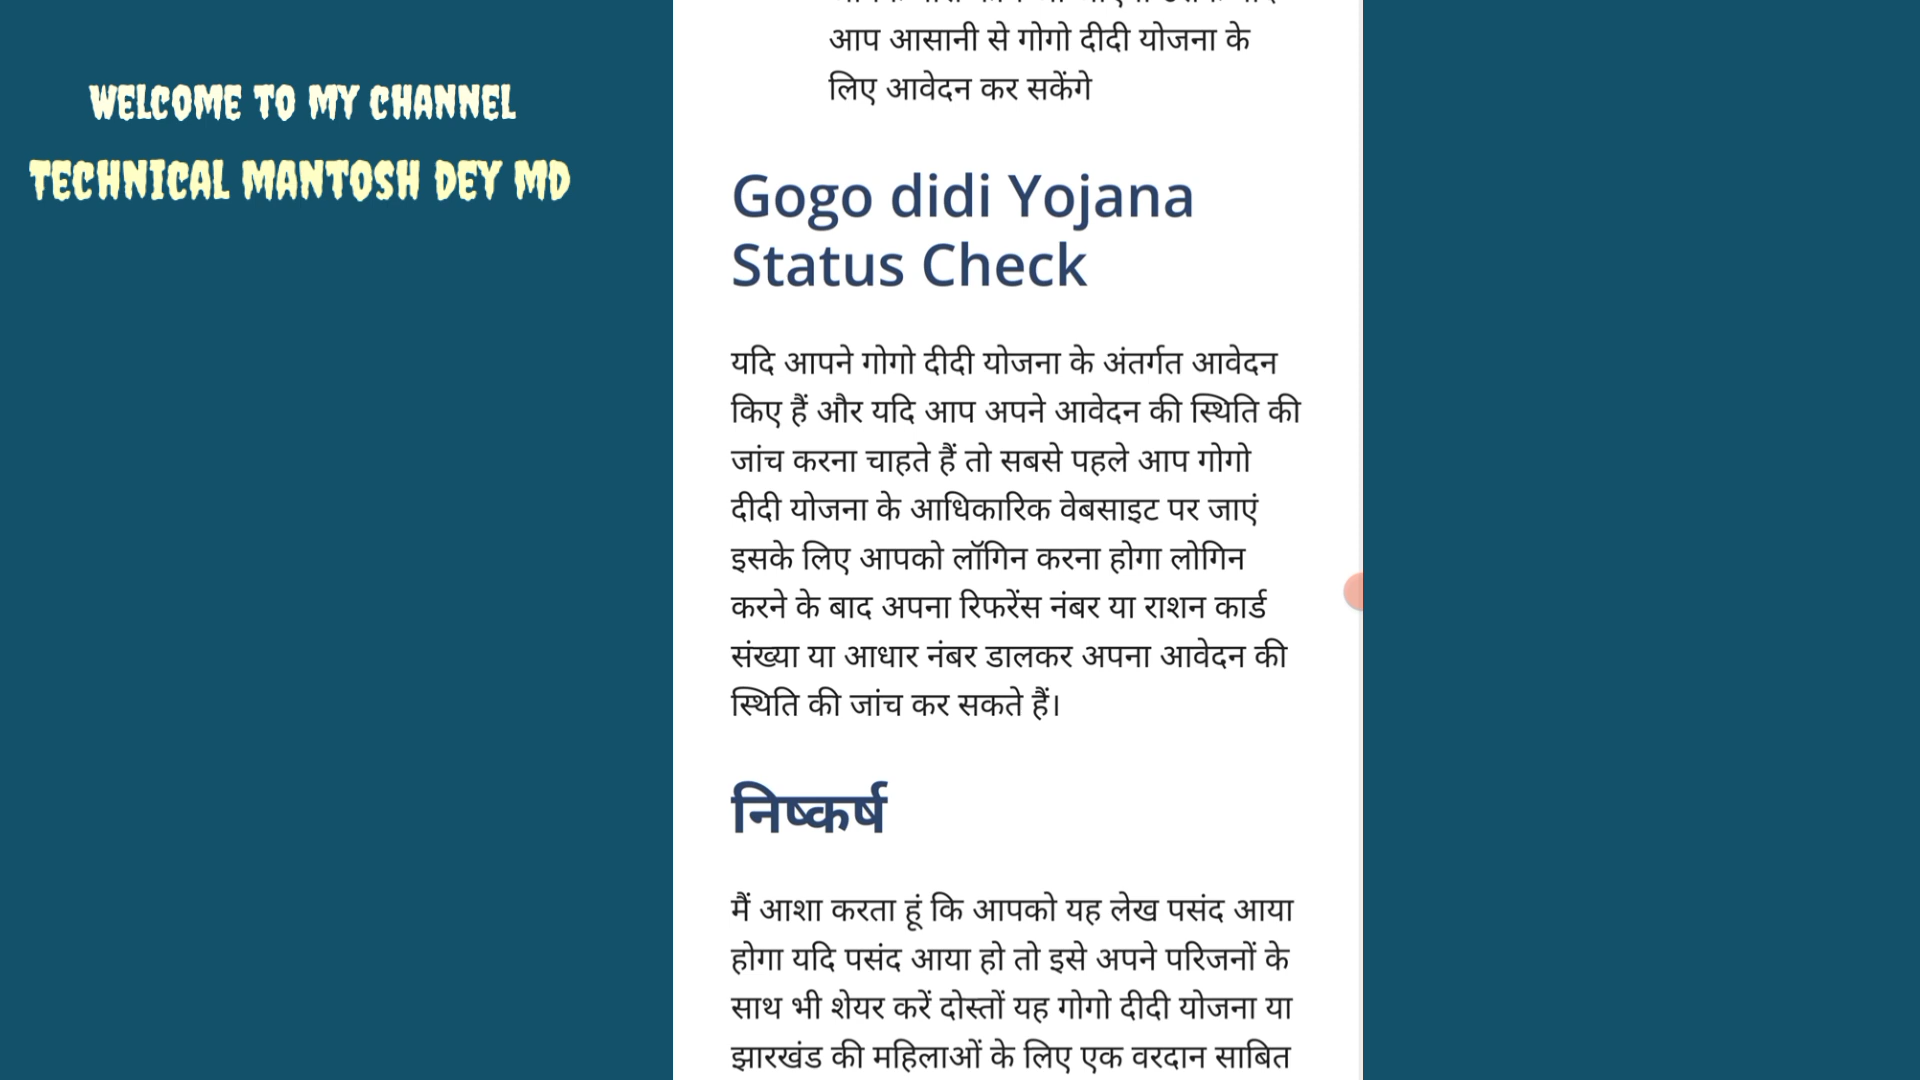 WELCOME TO MY CHANNEL
TECHNICAL MANTOSH DEY MD
आप आसानी से गोगो दीदी योजना के
लिए आवेदन कर सकेंगे
Gogo didi Yojana
Status Check
यदि आपने गोगो दीदी योजना के अंतर्गत आवेदन
किए हैं और यदि आप अपने आवेदन की स्थिति की
जांच करना चाहते हैं तो सबसे पहले आप गोगो
दीदी योजना के आधिकारिक वेबसाइट पर जाएं
इसके लिए आपको लॉगिन करना होगा लोगिन
करने के बाद अपना रिफरेंस नंबर या राशन कार्ड
संख्या या आधार नंबर डालकर अपना आवेदन की
स्थिति की जांच कर सकते हैं।
निष्कर्ष
मैं आशा करता हूं कि आपको यह लेख पसंद आया
होगा यदि पसंद आया हो तो इसे अपने परिजनों के
साथ भी शेयर करें दोस्तों यह गोगो दीदी योजना या
झारखंड की महिलाओं के लिए एक वरदान साबित